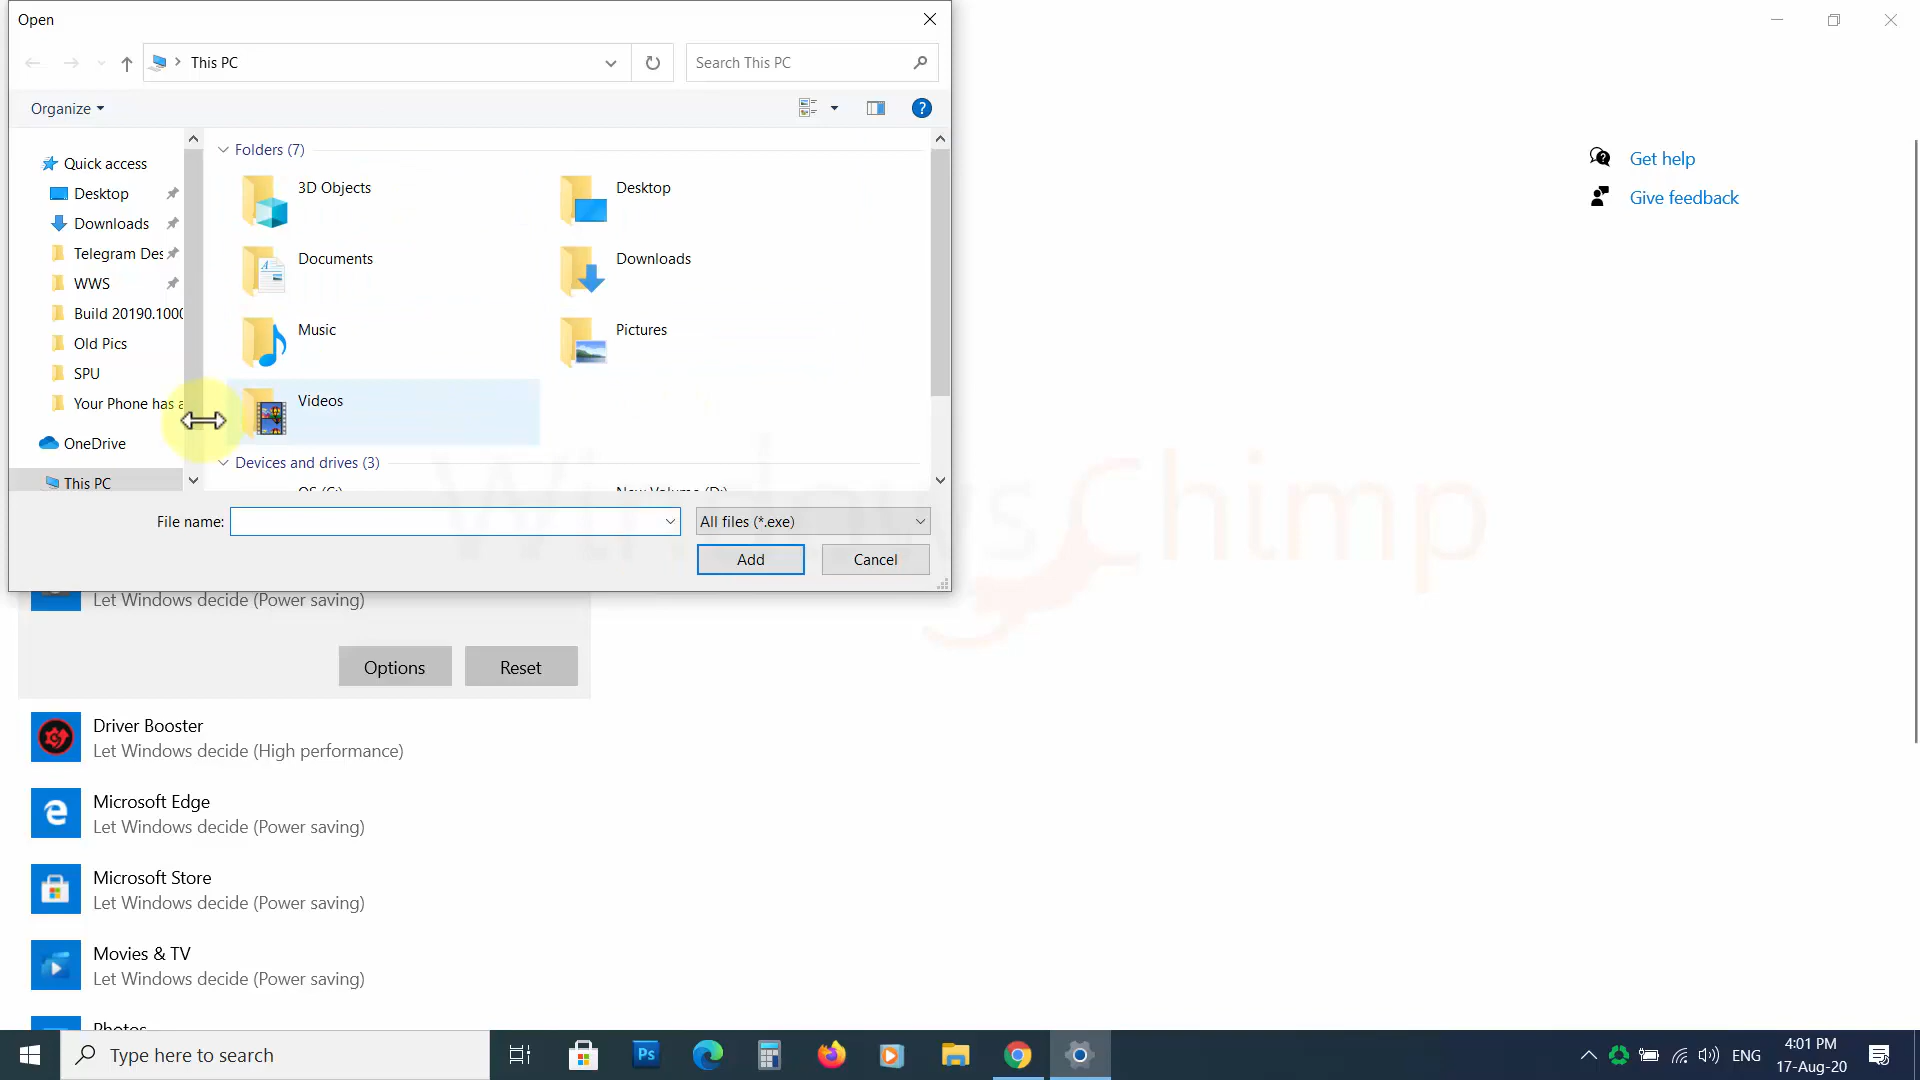 Open
This PC
Search This PC
Organize
Quick access
Desktop
Downloads
Telegram Des
WWS
Build 20190.100
Old Pics
SPU
Your Phone has a
OneDrive
This PC
Folders (7)
3D Objects
Desktop
Documents
Downloads
Music
Pictures
Videos
Devices and drives (3)
OS (C:)
New Volume (D:)
File name:
All files (*.exe)
Add
Cancel
Get help
Give feedback
Windows Chimp
Let Windows decide (Power saving)
Options
Reset
Driver Booster
Let Windows decide (High performance)
Microsoft Edge
Let Windows decide (Power saving)
Microsoft Store
Let Windows decide (Power saving)
Movies & TV
Let Windows decide (Power saving)
Photos
Type here to search
Ps
ENG
4:01 PM
17-Aug-20